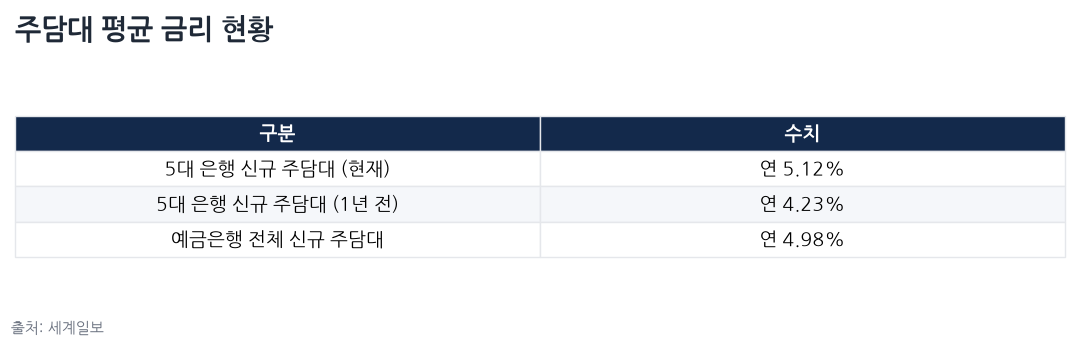 주담대 평균 금리 현황
구분 수치
5대 은행 신규 주담대 (현재) 연 5.12%
5대 은행 신규 주담대 (1년 전) 연 4.23%
예금은행 전체 신규 주담대 연 4.98%
출처: 세계일보